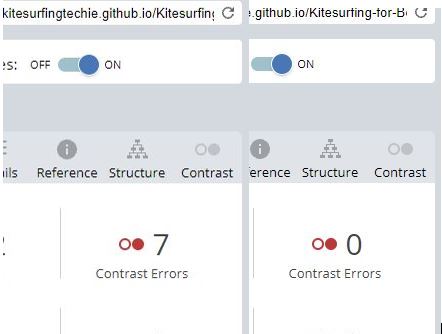 kitesurfingtechie.github.io/Kitesurfing
.github.io/Kitesurfing-for-B
es: OFF ON
ON
ails Reference Structure Contrast
erence Structure Contrast
7
Contrast Errors
0
Contrast Errors